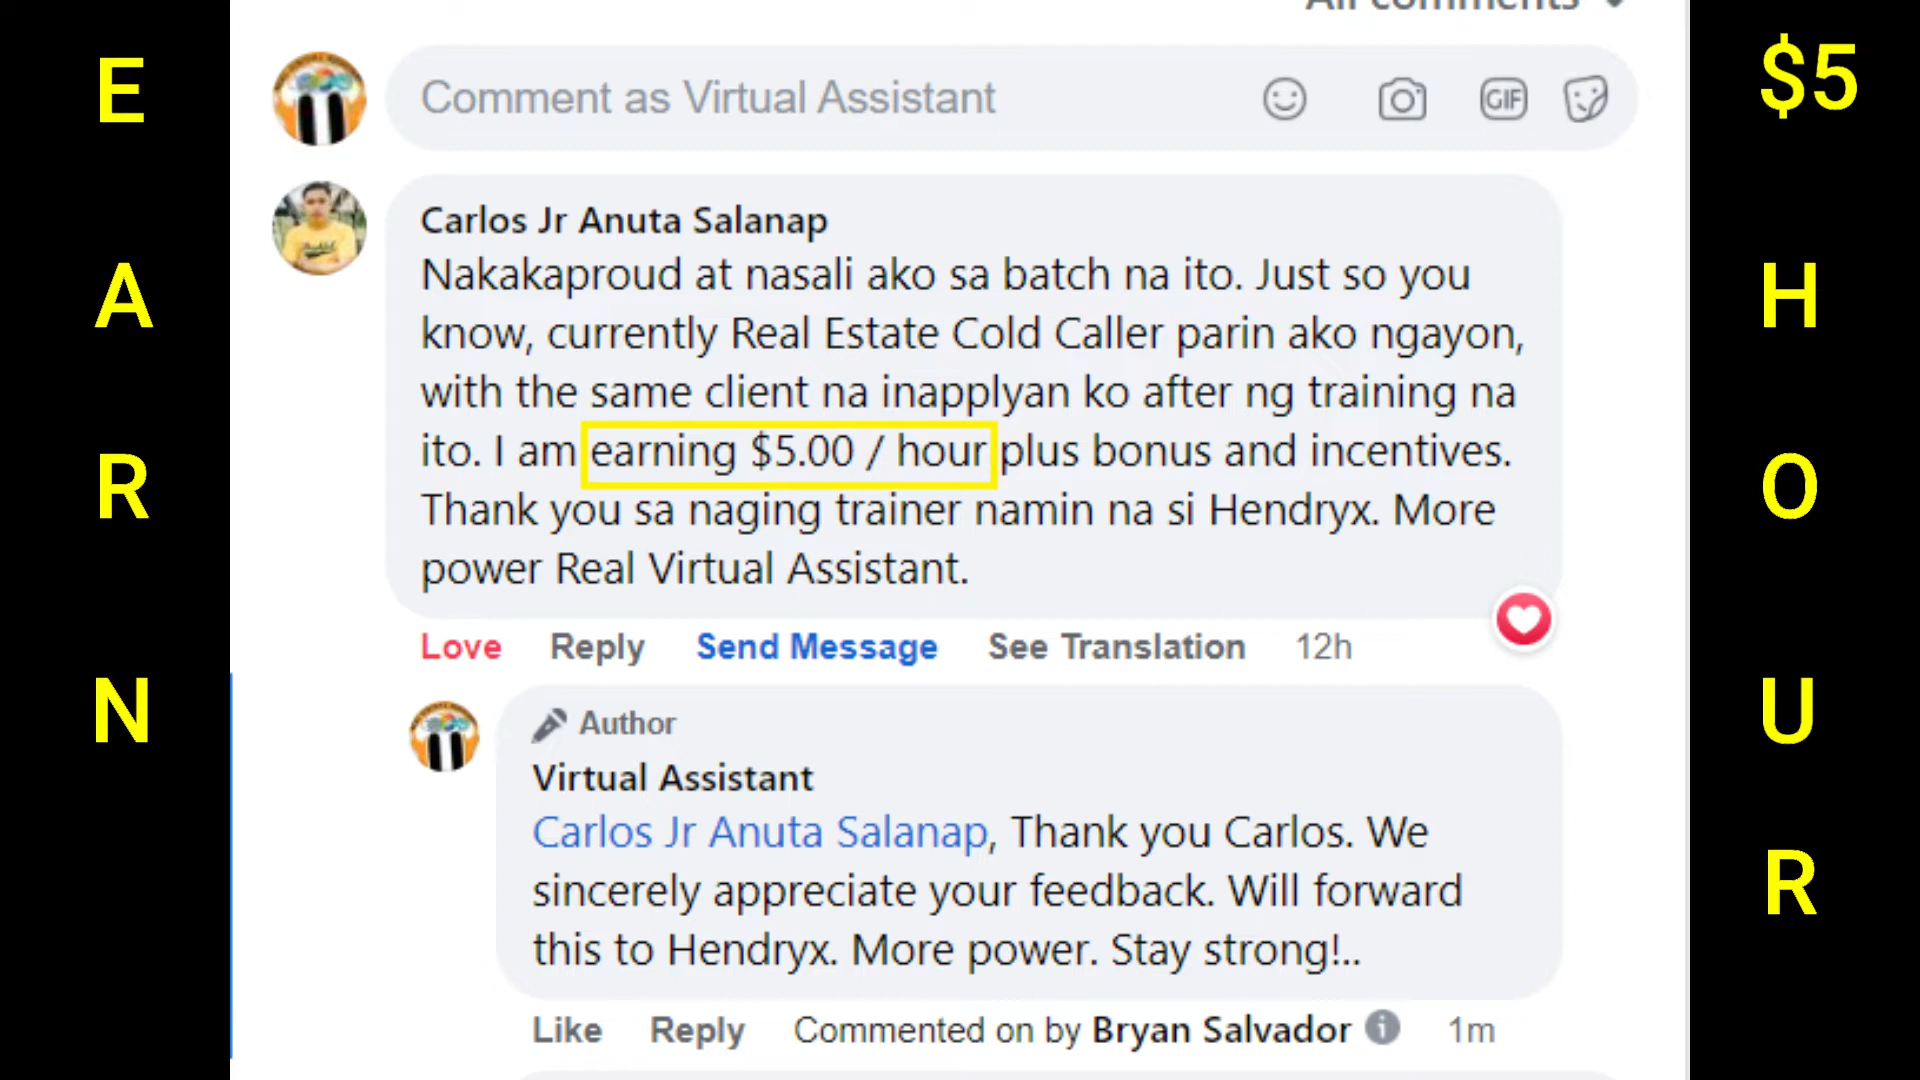 All comments
Comment as Virtual Assistant
GIF
Carlos Jr Anuta Salanap
Nakakaproud at nasali ako sa batch na ito. Just so you
know, currently Real Estate Cold Caller parin ako ngayon,
with the same client na inapplyan ko after ng training na
ito. I am earning $5.00 / hour plus bonus and incentives.
Thank you sa naging trainer namin na si Hendryx. More
power Real Virtual Assistant.
Love Reply Send Message See Translation 12h
Author
Virtual Assistant
Carlos Jr Anuta Salanap, Thank you Carlos. We
sincerely appreciate your feedback. Will forward
this to Hendryx. More power. Stay strong!..
Like Reply Commented on by Bryan Salvador 1m
E
A
R
N
$5
H
O
U
R